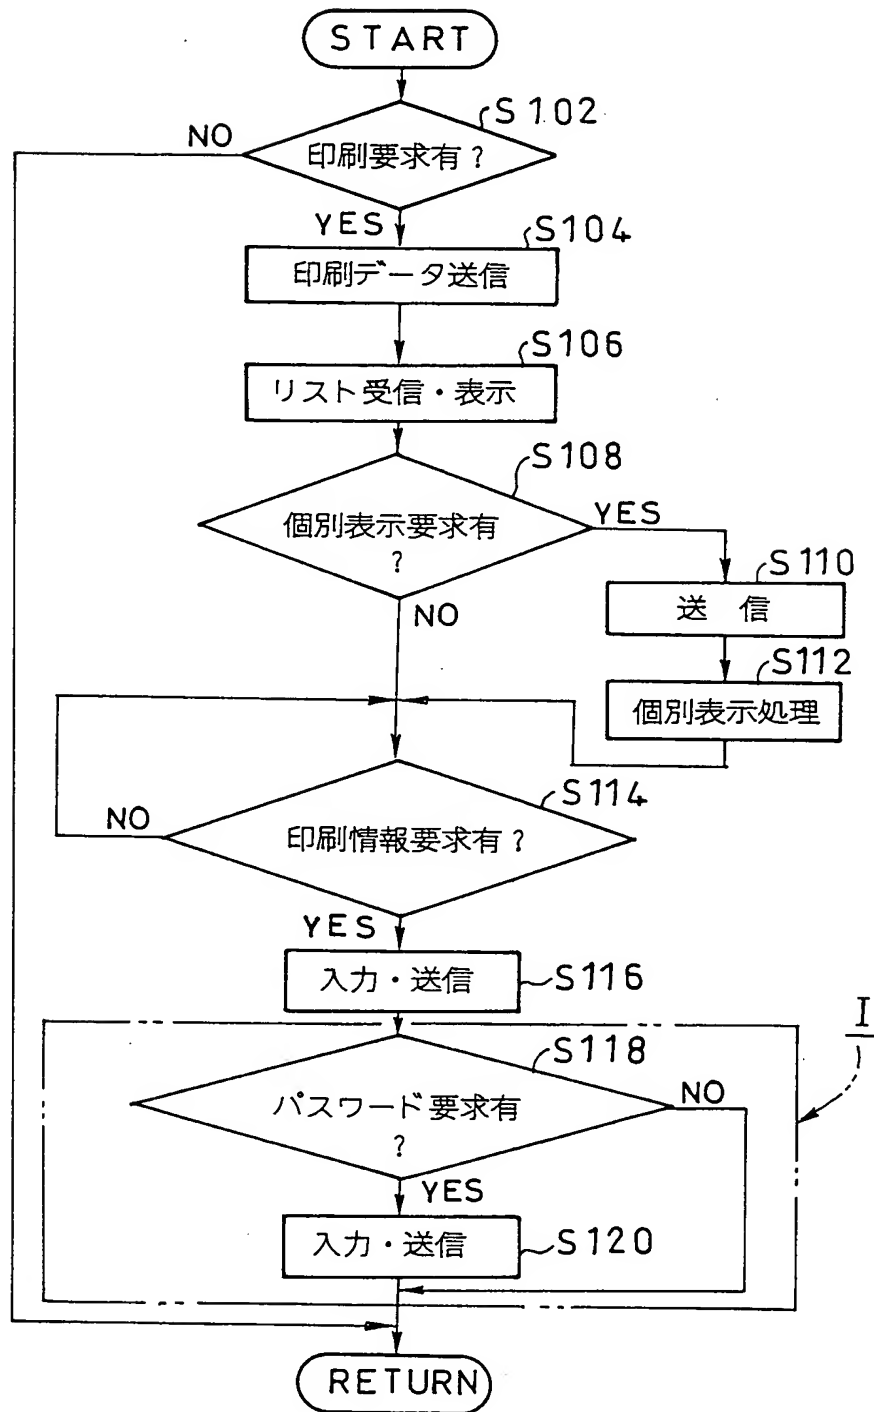 START
S102
NO
印刷要求有?
YES
S104
印刷データ送信
S106
リスト受信・表示
S108
個別表示要求有
?
YES
NO
S110
送 信
S112
個別表示処理
S114
NO
印刷情報要求有?
YES
入力・送信
S116
I
S118
パスワード要求有
?
NO
YES
入力・送信
S120
RETURN